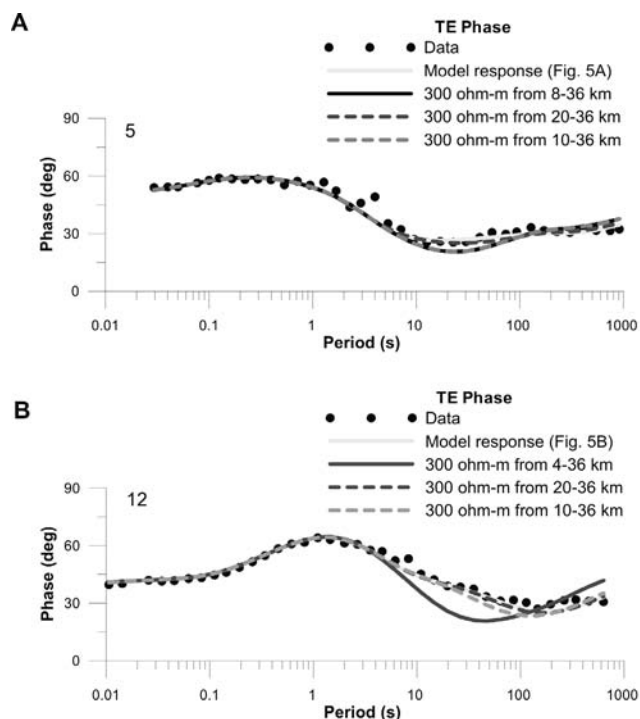 A
TE Phase
Data
Model response (Fig. 5A)
300 ohm-m from 8-36 km
300 ohm-m from 20-36 km
300 ohm-m from 10-36 km
90
5
60
Phase (deg)
30
0
0.01 0.1 1 10 100 1000
Period (s)
B
TE Phase
Data
Model response (Fig. 5B)
300 ohm-m from 4-36 km
300 ohm-m from 20-36 km
300 ohm-m from 10-36 km
90
12
60
Phase (deg)
30
0
0.01 0.1 1 10 100 1000
Period (s)